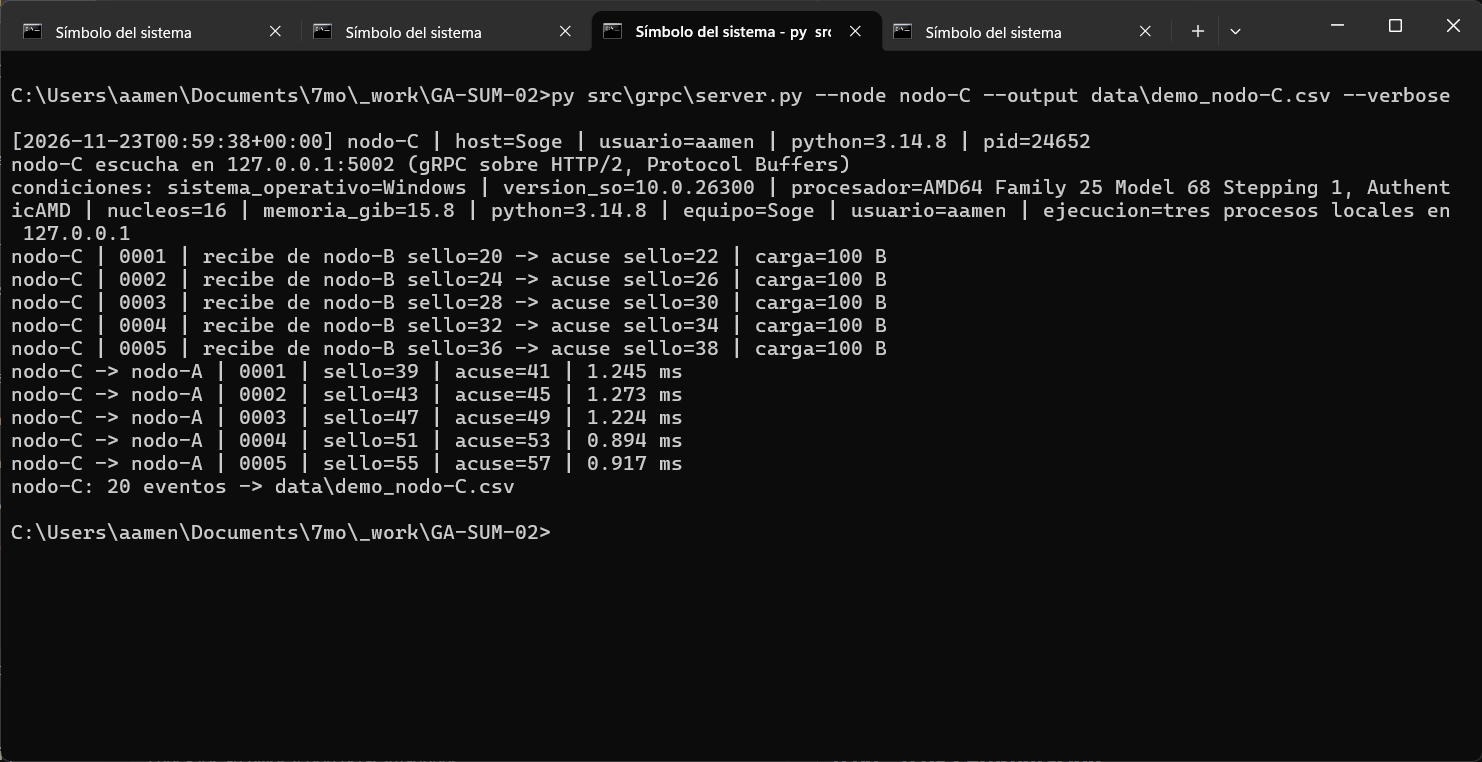 Símbolo del sistema
Símbolo del sistema
Símbolo del sistema - py src
Símbolo del sistema
C:\Users\aamen\Documents\7mo\_work\GA-SUM-02>py src\grpc\server.py --node nodo-C --output data\demo_nodo-C.csv --verbose
[2026-11-23T00:59:38+00:00] nodo-C | host=Soge | usuario=aamen | python=3.14.8 | pid=24652
nodo-C escucha en 127.0.0.1:5002 (gRPC sobre HTTP/2, Protocol Buffers)
condiciones: sistema_operativo=Windows | version_so=10.0.26300 | procesador=AMD64 Family 25 Model 68 Stepping 1, Authent
icAMD | nucleos=16 | memoria_gib=15.8 | python=3.14.8 | equipo=Soge | usuario=aamen | ejecucion=tres procesos locales en
127.0.0.1
nodo-C | 0001 | recibe de nodo-B sello=20 -> acuse sello=22 | carga=100 B
nodo-C | 0002 | recibe de nodo-B sello=24 -> acuse sello=26 | carga=100 B
nodo-C | 0003 | recibe de nodo-B sello=28 -> acuse sello=30 | carga=100 B
nodo-C | 0004 | recibe de nodo-B sello=32 -> acuse sello=34 | carga=100 B
nodo-C | 0005 | recibe de nodo-B sello=36 -> acuse sello=38 | carga=100 B
nodo-C -> nodo-A | 0001 | sello=39 | acuse=41 | 1.245 ms
nodo-C -> nodo-A | 0002 | sello=43 | acuse=45 | 1.273 ms
nodo-C -> nodo-A | 0003 | sello=47 | acuse=49 | 1.224 ms
nodo-C -> nodo-A | 0004 | sello=51 | acuse=53 | 0.894 ms
nodo-C -> nodo-A | 0005 | sello=55 | acuse=57 | 0.917 ms
nodo-C: 20 eventos -> data\demo_nodo-C.csv
C:\Users\aamen\Documents\7mo\_work\GA-SUM-02>